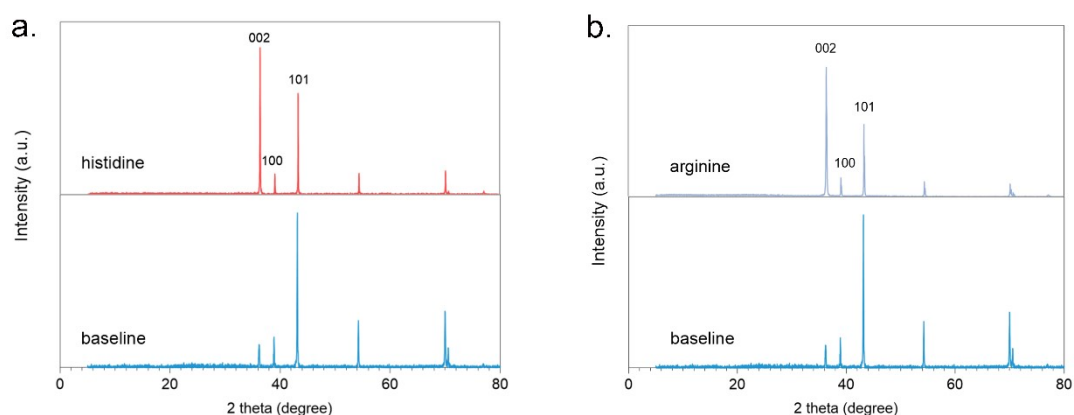 a.
Intensity (a.u.)
002
101
100
histidine
baseline
0 20 40 60 80
2 theta (degree)
b.
Intensity (a.u.)
002
101
100
arginine
baseline
0 20 40 60 80
2 theta (degree)